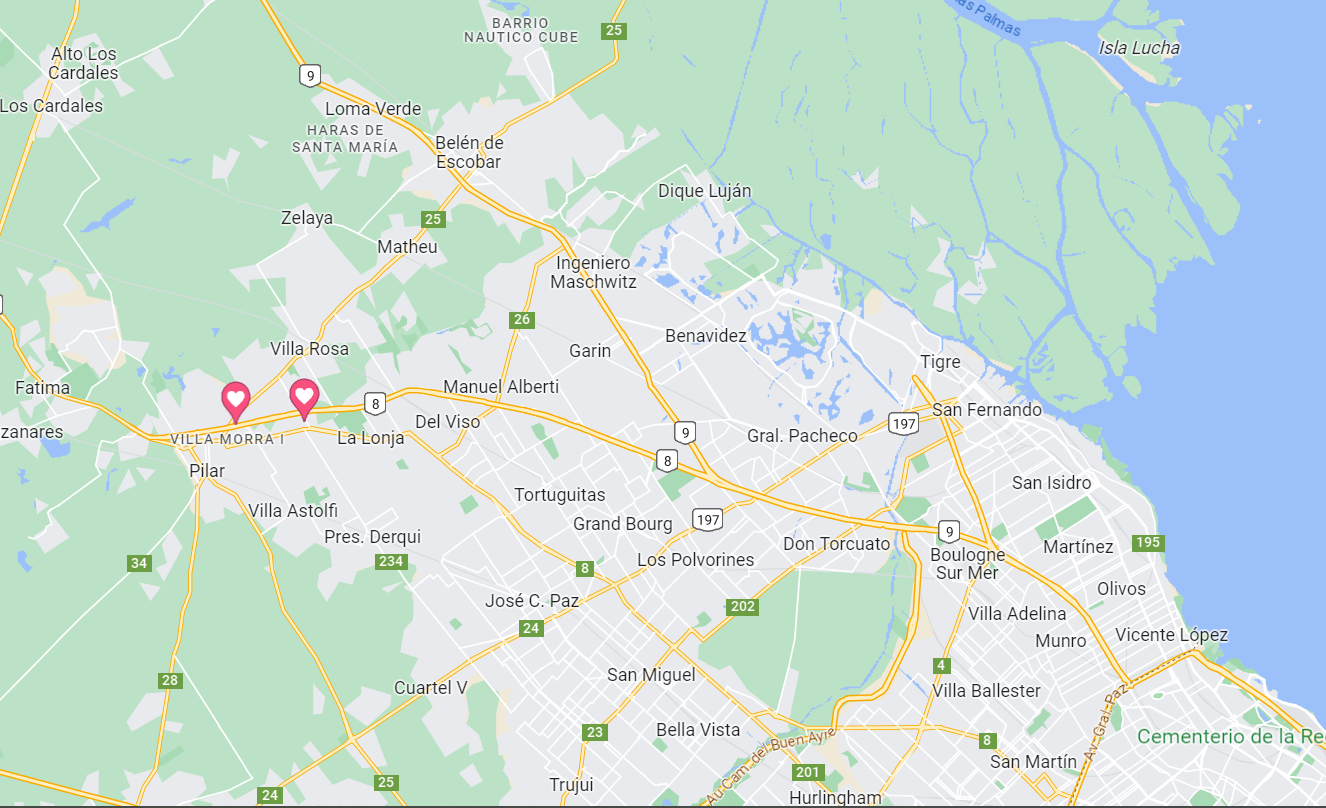 BARRIO
NAUTICO CUBE
25
las Palmas
Isla Lucha
Alto Los
Cardales
9
Los Cardales
Loma Verde
HARAS DE
SANTA MARÍA
Belén de
Escobar
Dique Luján
Zelaya
25
Matheu
Ingeniero
Maschwitz
26
Benavidez
Villa Rosa
Garin
Tigre
Fatima
Manuel Alberti
8
San Fernando
197
Del Viso
zanares
VILLA MORRA I
La Lonja
9
Gral. Pacheco
8
Pilar
San Isidro
Tortuguitas
Villa Astolfi
197
Grand Bourg
Pres. Derqui
9
Don Torcuato
195
Martínez
34
234
Los Polvorines
Boulogne
Sur Mer
8
Olivos
José C. Paz
202
Villa Adelina
24
Vicente López
Munro
4
San Miguel
28
Cuartel V
Villa Ballester
Av. Gral. Paz
23
Bella Vista
Au Cam. del Buen Ayre
8
Cementerio de la Re
San Martín
201
25
Trujui
24
Hurlingham